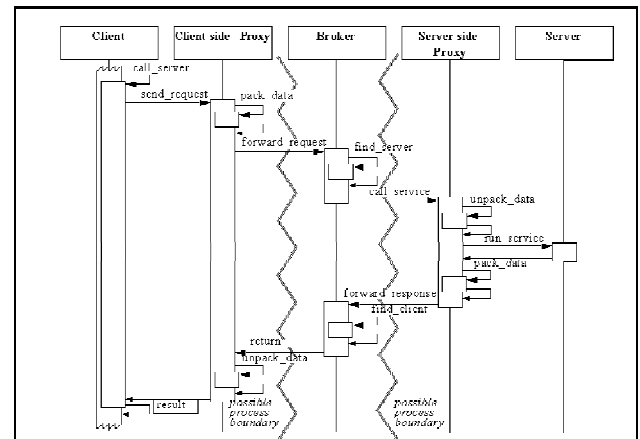 Client
Client side Proxy
Broker
Server side
Proxy
Server
call_server
send_request
pack_data
forward_request
find_server
call_service
unpack_data
run_service
pack_data
forward_response
find_client
return
unpack_data
result
possible
process
boundary
possible
process
boundary